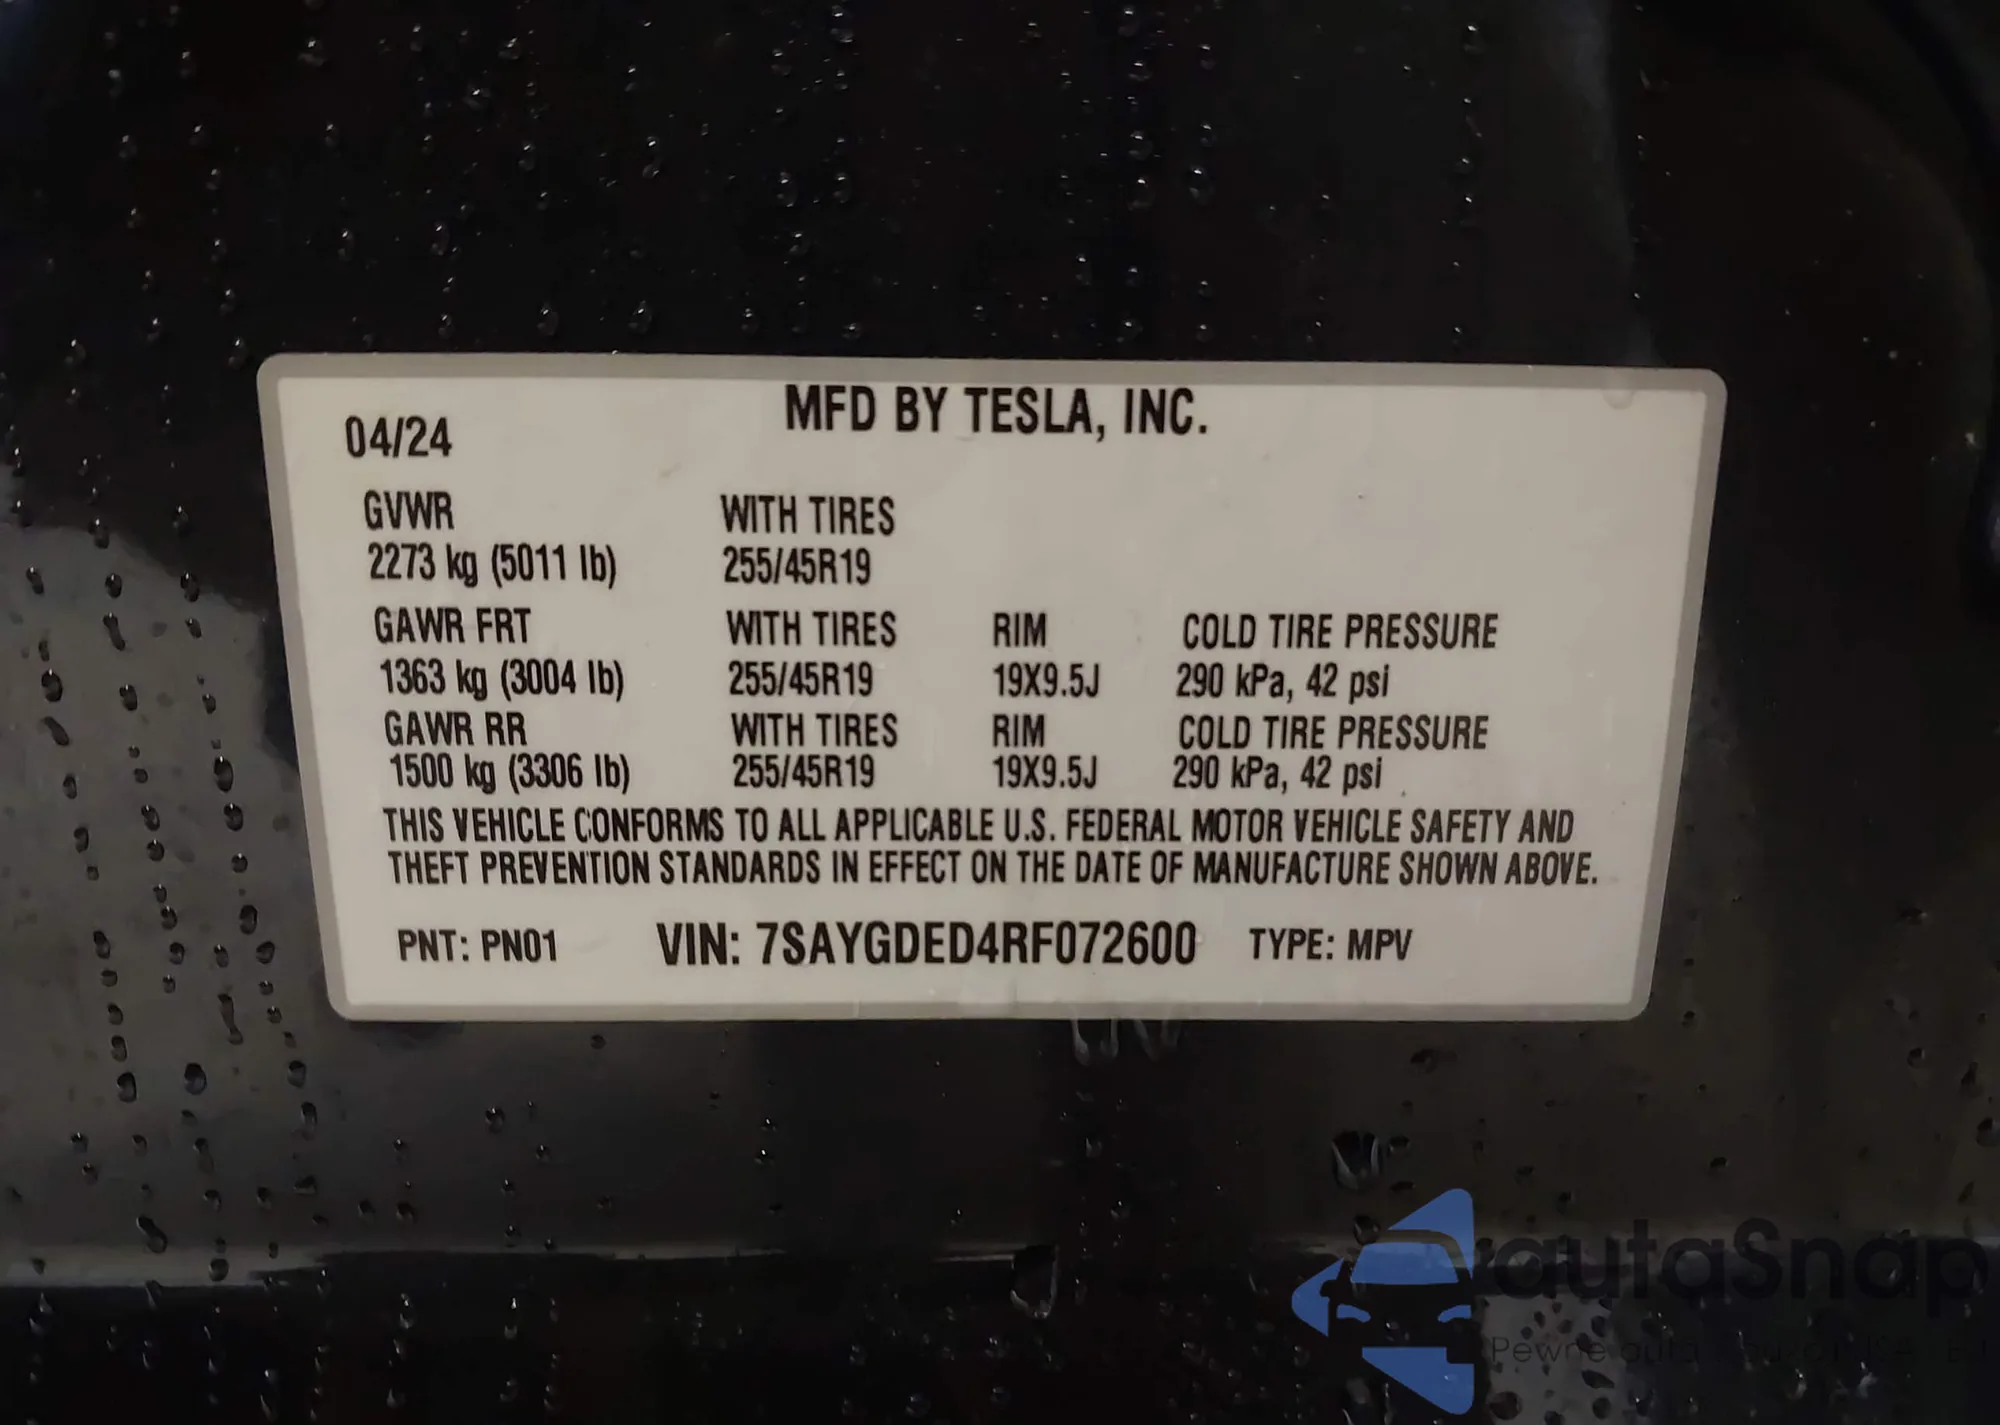 MFD BY TESLA, INC.
04/24
GVWR WITH TIRES
2273 kg (5011 lb) 255/45R19
GAWR FRT WITH TIRES RIM COLD TIRE PRESSURE
1363 kg (3004 lb) 255/45R19 19X9.5J 290 kPa, 42 psi
GAWR RR WITH TIRES RIM COLD TIRE PRESSURE
1500 kg (3306 lb) 255/45R19 19X9.5J 290 kPa, 42 psi
THIS VEHICLE CONFORMS TO ALL APPLICABLE U.S. FEDERAL MOTOR VEHICLE SAFETY AND
THEFT PREVENTION STANDARDS IN EFFECT ON THE DATE OF MANUFACTURE SHOWN ABOVE.
PNT: PN01 VIN: 7SAYGDED4RF072600 TYPE: MPV
autaSnap
Pewne auta